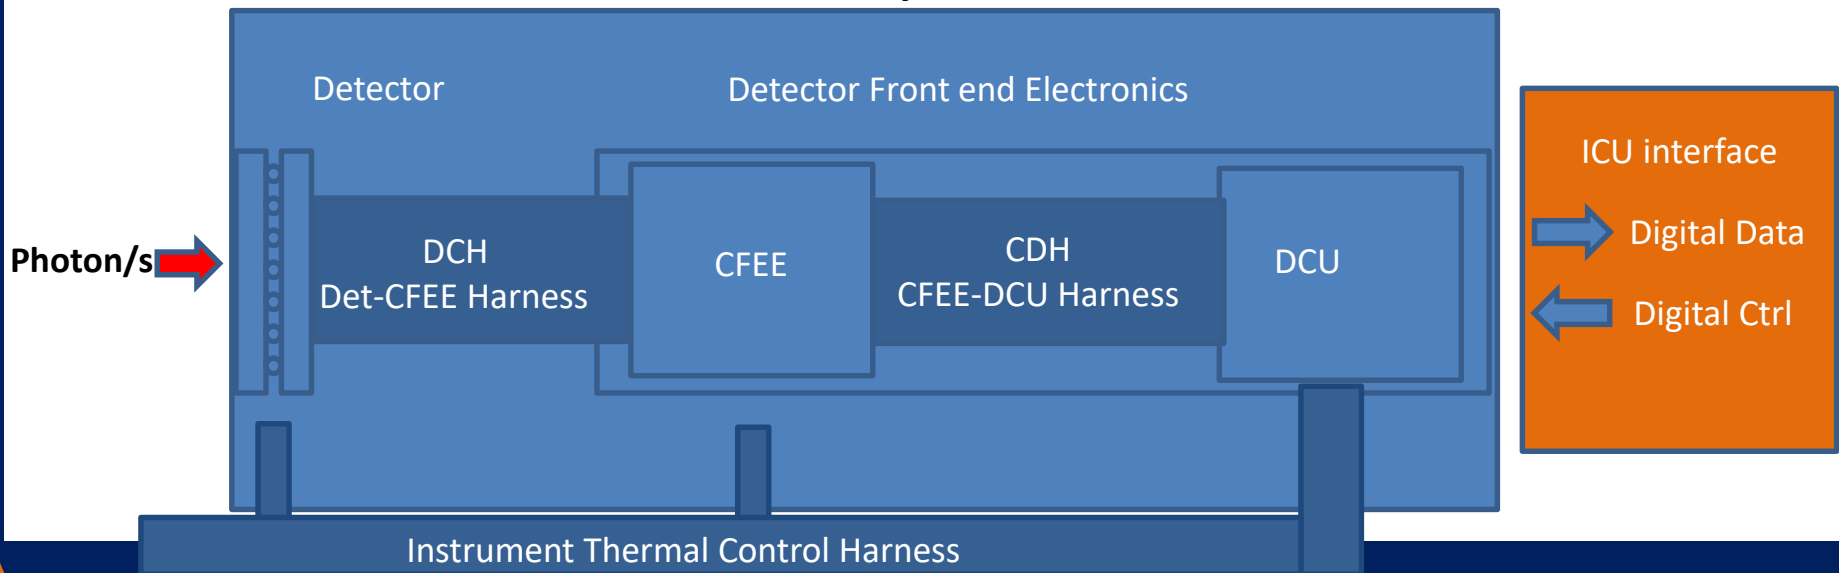 Detector
Detector Front end Electronics
ICU interface
Photon/s
DCH
Det-CFEE Harness
CFEE
CDH
CFEE-DCU Harness
DCU
Digital Data
Digital Ctrl
Instrument Thermal Control Harness